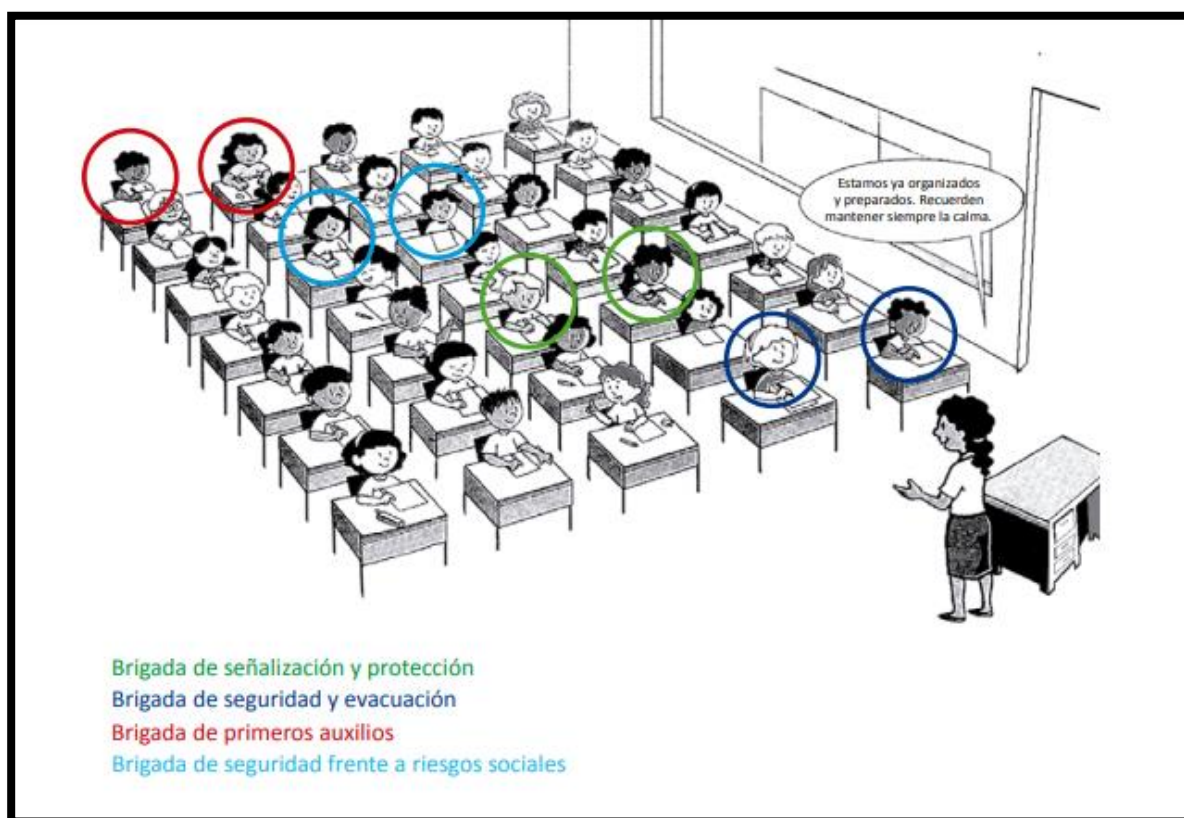 Estamos ya organizados
y preparados. Recuerden
mantener siempre la calma.
Brigada de señalización y protección
Brigada de seguridad y evacuación
Brigada de primeros auxilios
Brigada de seguridad frente a riesgos sociales